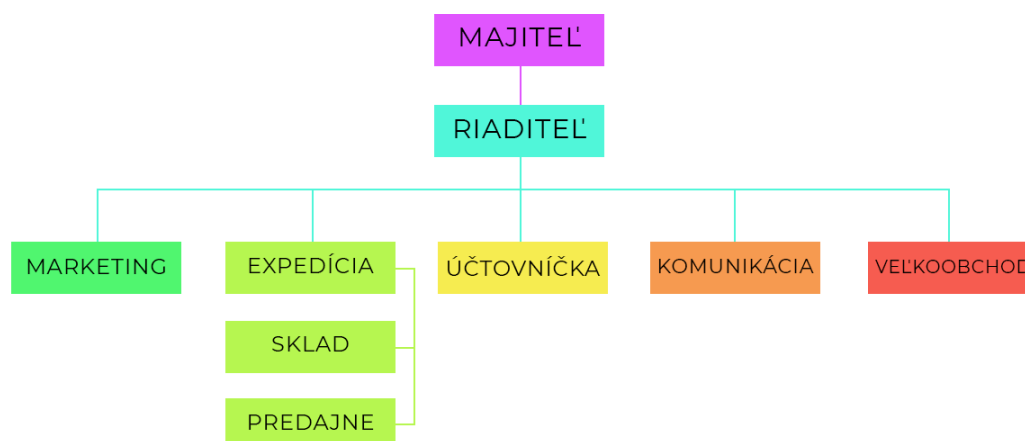 MAJITEĽ
RIADITEĽ
MARKETING
EXPEDÍCIA
ÚČTOVNÍČKA
KOMUNIKÁCIA
VEĽKOOBCHOD
SKLAD
PREDAJNE